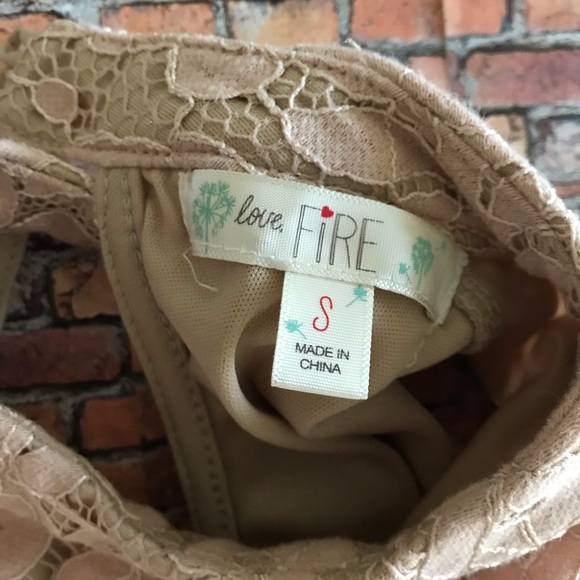 love, FiRE
S
MADE IN
CHINA